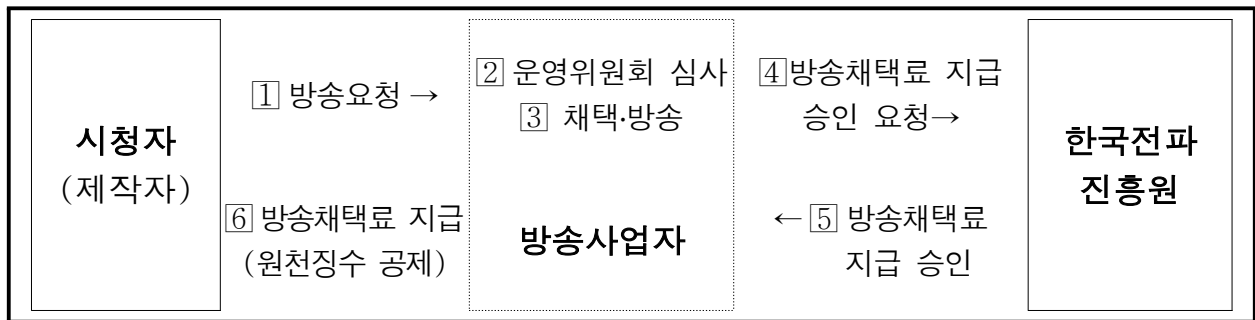 시청자
(제작자)
1 방송요청 →
6 방송채택료 지급
(원천징수 공제)
2 운영위원회 심사
3 채택·방송
방송사업자
4 방송채택료 지급
승인 요청→
← 5 방송채택료
지급 승인
한국전파
진흥원